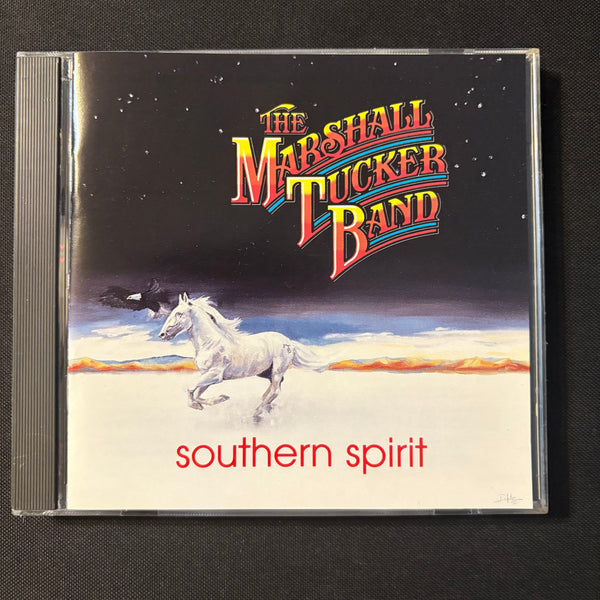 THE
MARSHALL
TUCKER
BAND
southern spirit